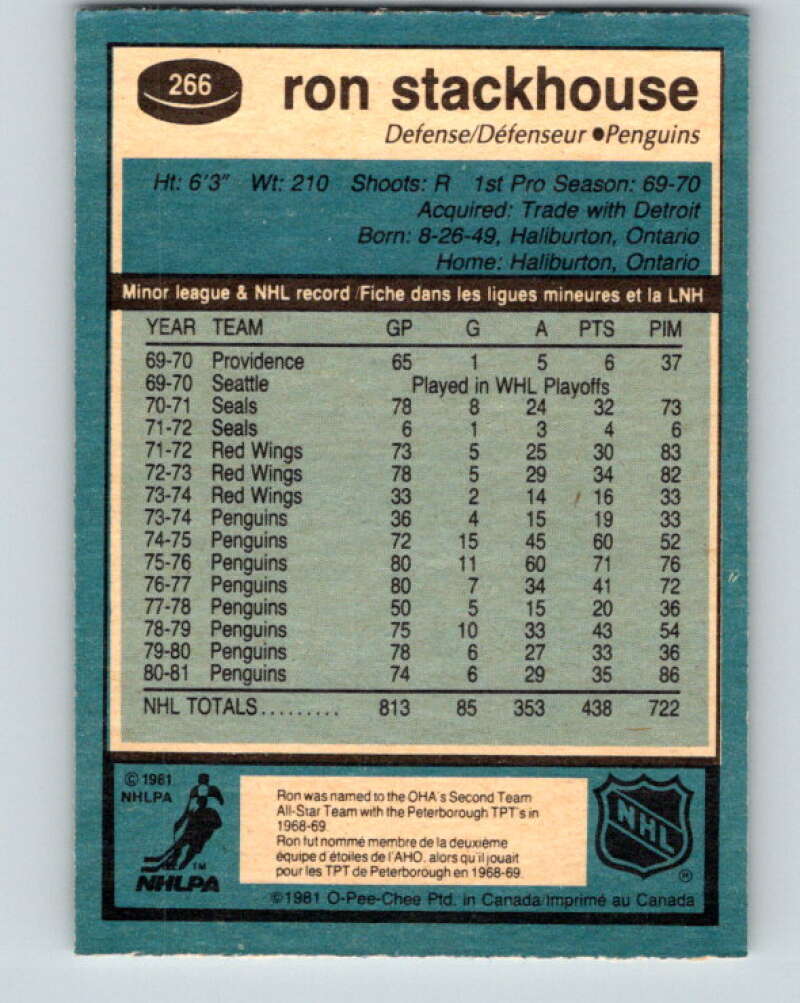 266
ron stackhouse
Defense/Défenseur ●Penguins
Ht: 6'3" Wt: 210 Shoots: R 1st Pro Season: 69-70
Acquired: Trade with Detroit
Born: 8-26-49, Haliburton, Ontario
Home: Haliburton, Ontario
Minor league & NHL record /Fiche dans les ligues mineures et la LNH
YEAR TEAM GP G A PTS PIM
69-70 Providence 65 1 5 6 37
69-70 Seattle Played in WHL Playoffs
70-71 Seals 78 8 24 32 73
71-72 Seals 6 1 3 4 6
71-72 Red Wings 73 5 25 30 83
72-73 Red Wings 78 5 29 34 82
73-74 Red Wings 33 2 14 16 33
73-74 Penguins 36 4 15 19 33
74-75 Penguins 72 15 45 60 52
75-76 Penguins 80 11 60 71 76
76-77 Penguins 80 7 34 41 72
77-78 Penguins 50 5 15 20 36
78-79 Penguins 75 10 33 43 54
79-80 Penguins 78 6 27 33 36
80-81 Penguins 74 6 29 35 86
NHL TOTALS......... 813 85 353 438 722
© 1981
NHLPA
TM
NHLPA
Ron was named to the OHA's Second Team
All-Star Team with the Peterborough TPT's in
1968-69.
Ron fut nommé membre de la deuxième
équipe d'étoiles de l'AHO, alors qu'il jouait
pour les TPT de Peterborough en 1968-69.
NHL
®
©1981 O-Pee-Chee Ptd. in Canada/Imprimé au Canada